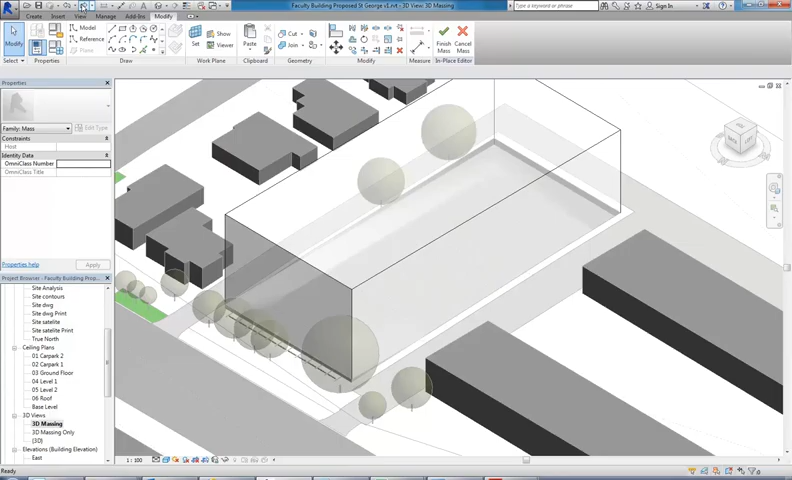 Faculty Building Proposed St George v1.rvt - 3D View: 3D Massing
Type a keyword or phrase
Sign In
Create
Insert
View
Manage
Add-Ins
Modify
Modify
Model
Reference
Plane
Set
Show
Viewer
Paste
Cut
Join
Finish Mass
Cancel Mass
Select
Properties
Draw
Work Plane
Clipboard
Modify
Measure
Create
In-Place Editor
Properties
Family: Mass
Edit Type
Constraints
Host
Identity Data
OmniClass Number
OmniClass Title
Properties help
Apply
Project Browser - Faculty Building Prop...
Site Analysis
Site contours
Site dwg
Site dwg Print
Site satelite
Site satelite Print
True North
Ceiling Plans
01 Carpark 2
02 Carpark 1
03 Ground Floor
04 Level 1
05 Level 2
06 Roof
Base Level
3D Views
3D Massing
3D Massing Only
{3D}
Elevations (Building Elevation)
East
BACK
LEFT
1 : 100
Ready